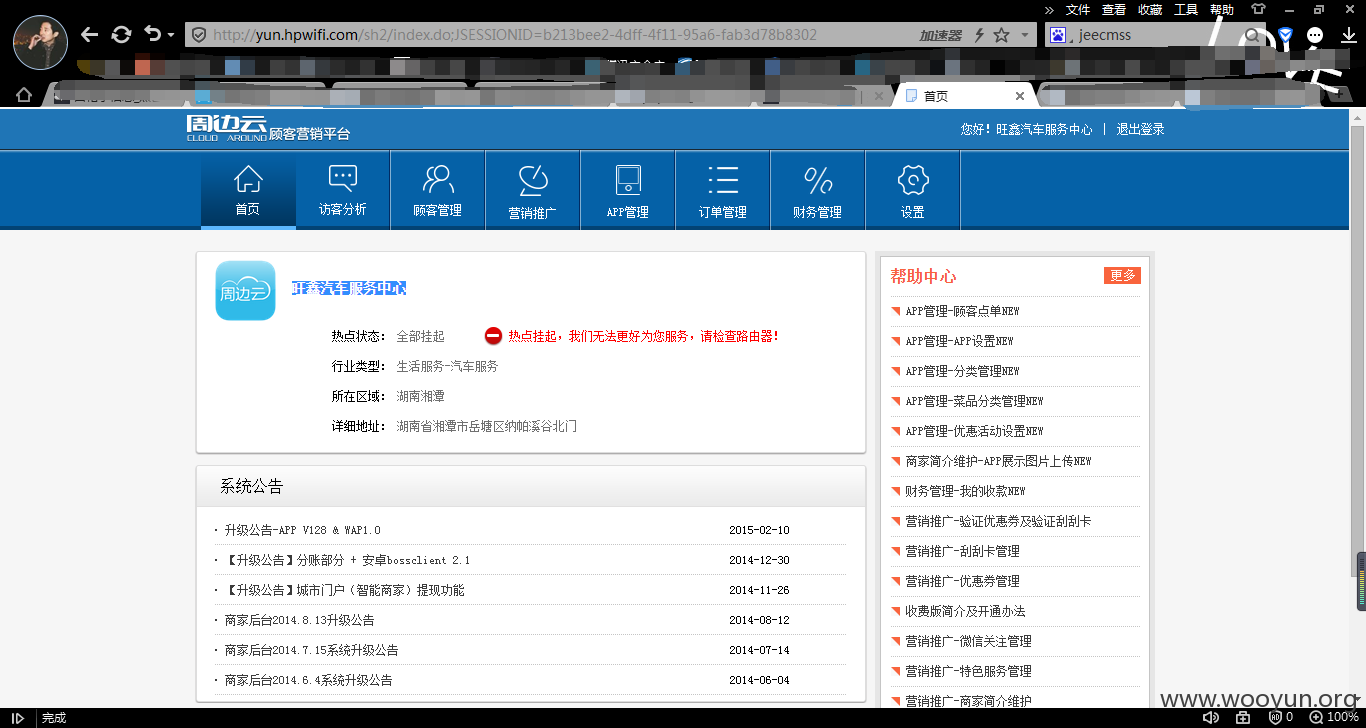 » 文件 查看 收藏 工具 帮助
http://yun.hpwifi.com/sh2/index.do;JSESSIONID=b213bee2-4dff-4f11-95a6-fab3d78b8302 加速器 jeecmss
首页
周边云 顾客营销平台
CLOUD AROUND
您好！旺鑫汽车服务中心 | 退出登录
首页 访客分析 顾客管理 营销推广 APP管理 订单管理 财务管理 设置
周边云
旺鑫汽车服务中心
热点状态： 全部挂起 热点挂起，我们无法更好为您服务，请检查路由器！
行业类型： 生活服务-汽车服务
所在区域： 湖南湘潭
详细地址： 湖南省湘潭市岳塘区纳帕溪谷北门
系统公告
· 升级公告-APP V128 & WAP1.0 2015-02-10
· 【升级公告】分账部分 + 安卓bossclient 2.1 2014-12-30
· 【升级公告】城市门户（智能商家）提现功能 2014-11-26
· 商家后台2014.8.13升级公告 2014-08-12
· 商家后台2014.7.15系统升级公告 2014-07-14
· 商家后台2014.6.4系统升级公告 2014-06-04
帮助中心 更多
APP管理-顾客点单NEW
APP管理-APP设置NEW
APP管理-分类管理NEW
APP管理-菜品分类管理NEW
APP管理-优惠活动设置NEW
商家简介维护-APP展示图片上传NEW
财务管理-我的收款NEW
营销推广-验证优惠券及验证刮刮卡
营销推广-刮刮卡管理
营销推广-优惠券管理
收费版简介及开通办法
营销推广-微信关注管理
营销推广-特色服务管理
营销推广-商家简介维护
www.wooyun.org
完成 0 100%